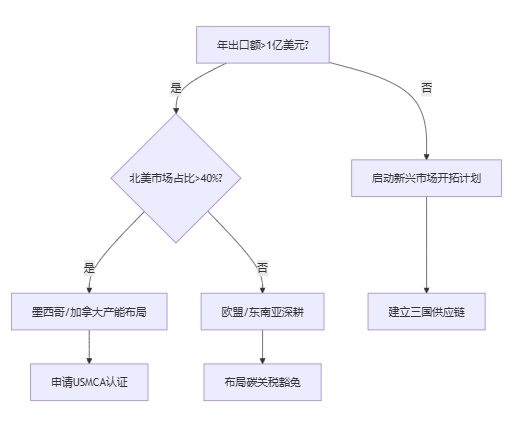 年出口额>1亿美元?
是
否
北美市场占比>40%?
启动新兴市场开拓计划
是
否
墨西哥/加拿大产能布局
欧盟/东南亚深耕
建立三国供应链
申请USMCA认证
布局碳关税豁免